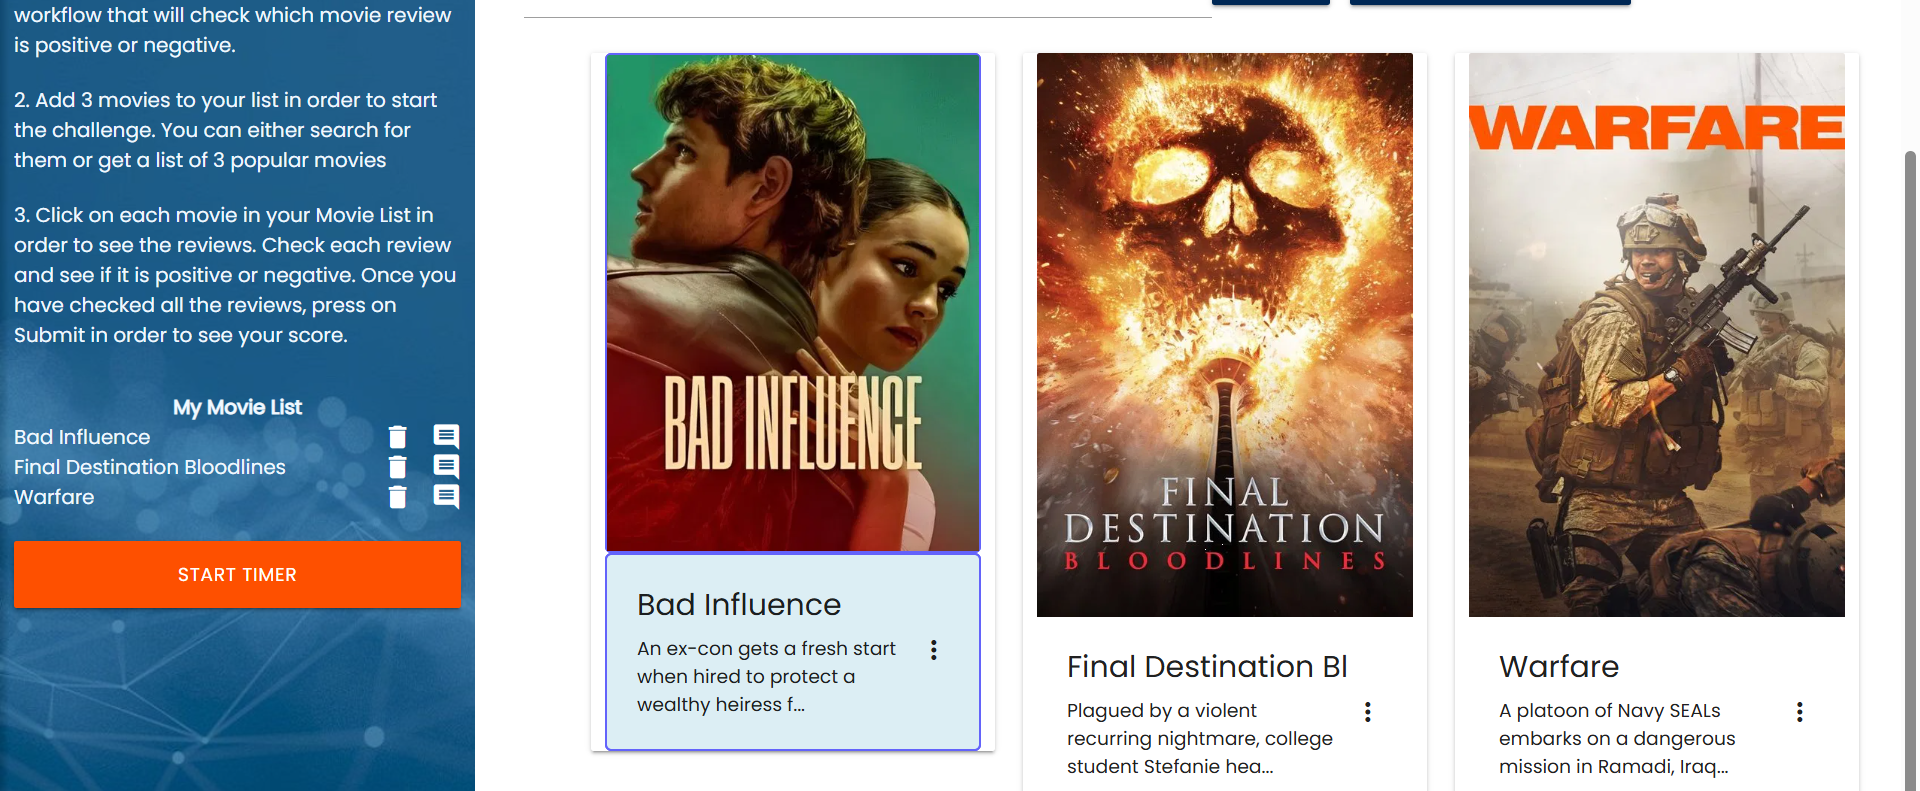 workflow that will check which movie review
is positive or negative.
2. Add 3 movies to your list in order to start
the challenge. You can either search for
them or get a list of 3 popular movies
3. Click on each movie in your Movie List in
order to see the reviews. Check each review
and see if it is positive or negative. Once you
have checked all the reviews, press on
Submit in order to see your score.
My Movie List
Bad Influence
Final Destination Bloodlines
Warfare
START TIMER
BAD INFLUENCE
Bad Influence
An ex-con gets a fresh start
when hired to protect a
wealthy heiress f...
FINAL
DESTINATION
BLOODLINES
Final Destination Bl
Plagued by a violent
recurring nightmare, college
student Stefanie hea...
WARFARE
Warfare
A platoon of Navy SEALs
embarks on a dangerous
mission in Ramadi, Iraq...